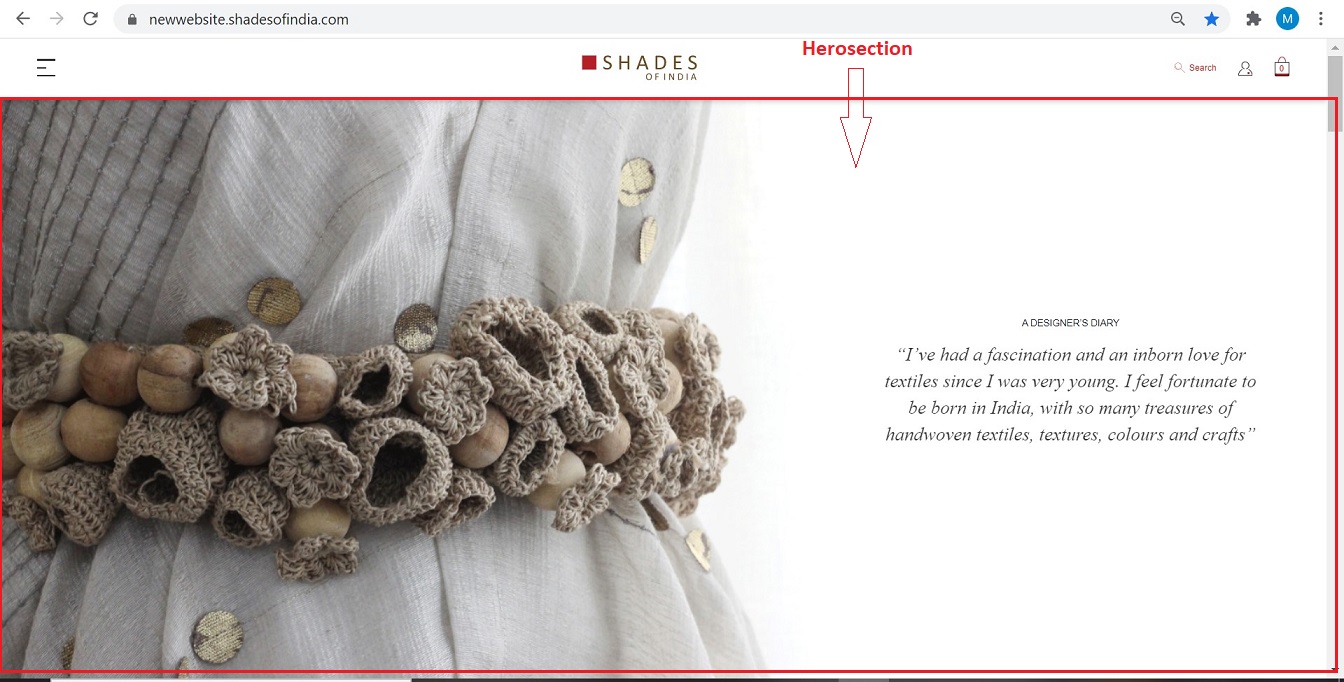 newwebsite.shadesofindia.com
M
Herosection
SHADES
OF INDIA
Search
0
A DESIGNER'S DIARY
“I’ve had a fascination and an inborn love for
textiles since I was very young. I feel fortunate to
be born in India, with so many treasures of
handwoven textiles, textures, colours and crafts”